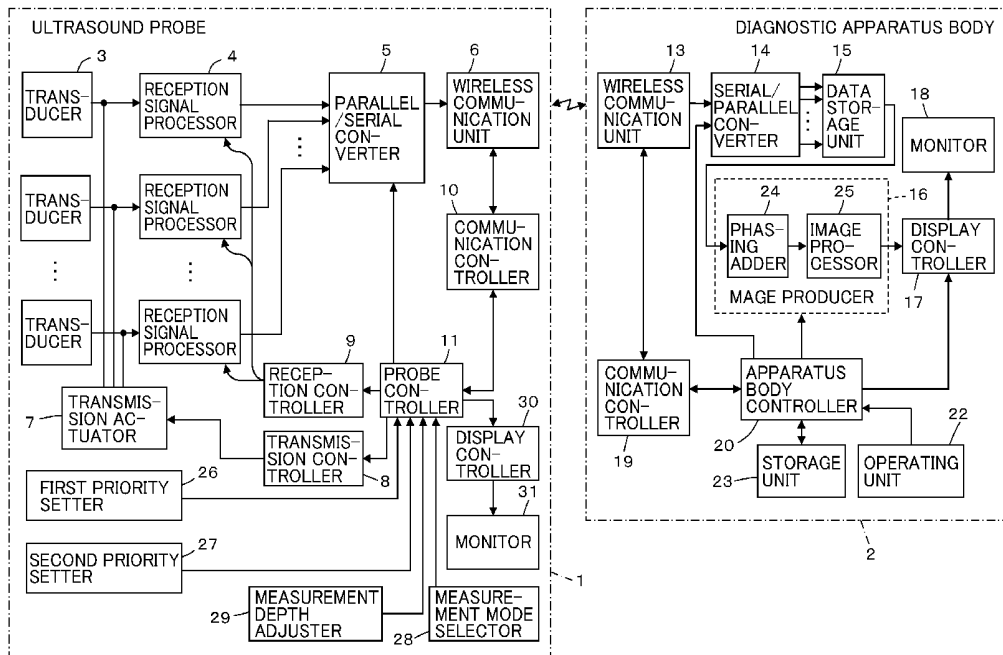 ULTRASOUND PROBE
3
4
5
6
TRANS-
DUCER
RECEPTION
SIGNAL
PROCESSOR
PARALLEL
/SERIAL CON-
VERTER
WIRELESS
COMMUNI-
CATION
UNIT
TRANS-
DUCER
RECEPTION
SIGNAL
PROCESSOR
10
COMMU-
NICATION
CON-
TROLLER
TRANS-
DUCER
RECEPTION
SIGNAL
PROCESSOR
9
11
7
TRANSMIS-
SION AC-
TUATOR
RECEP-
TION CON-
TROLLER
PROBE
CON-
TROLLER
30
TRANSMIS-
SION CON-
TROLLER
8
DISPLAY
CON-
TROLLER
26
FIRST PRIORITY
SETTER
31
MONITOR
27
SECOND PRIORITY
SETTER
1
29
MEASUREMENT
DEPTH
ADJUSTER
28
MEASURE-
MENT MODE
SELECTOR
DIAGNOSTIC APPARATUS BODY
13
14
15
WIRELESS
COMMUNI-
CATION
UNIT
SERIAL/
PARALLEL
CON-
VERTER
DATA
STOR-
AGE
UNIT
18
MONITOR
16
24
25
PHAS-
ING
ADDER
IMAGE
PRO-
CESSOR
DISPLAY
CON-
TROLLER
17
MAGE PRODUCER
COMMU-
NICATION
CON-
TROLLER
19
APPARATUS
BODY
CONTROLLER
20
22
23
STORAGE
UNIT
OPERATING
UNIT
2